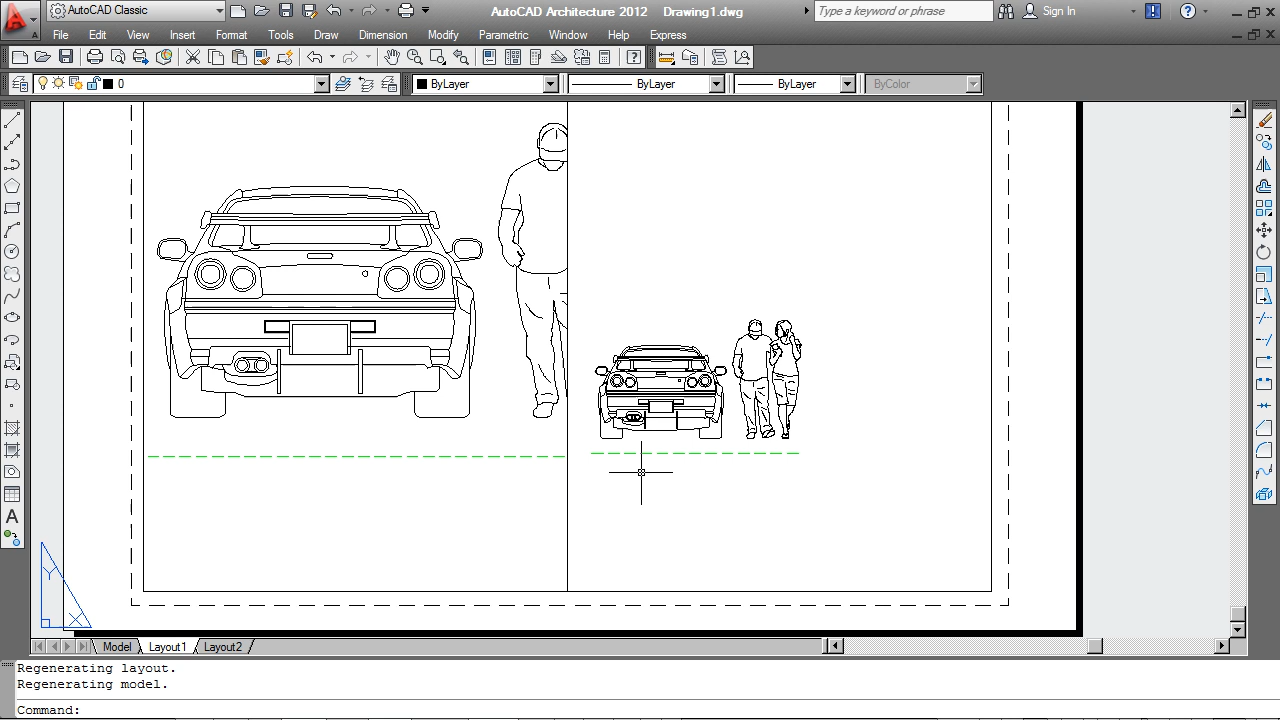 AutoCAD Classic
AutoCAD Architecture 2012 Drawing1.dwg
Type a keyword or phrase
Sign In
File Edit View Insert Format Tools Draw Dimension Modify Parametric Window Help Express
0
ByLayer
ByLayer
ByLayer
ByColor
A
Y
X
Model Layout1 Layout2
Regenerating layout.
Regenerating model.
Command: